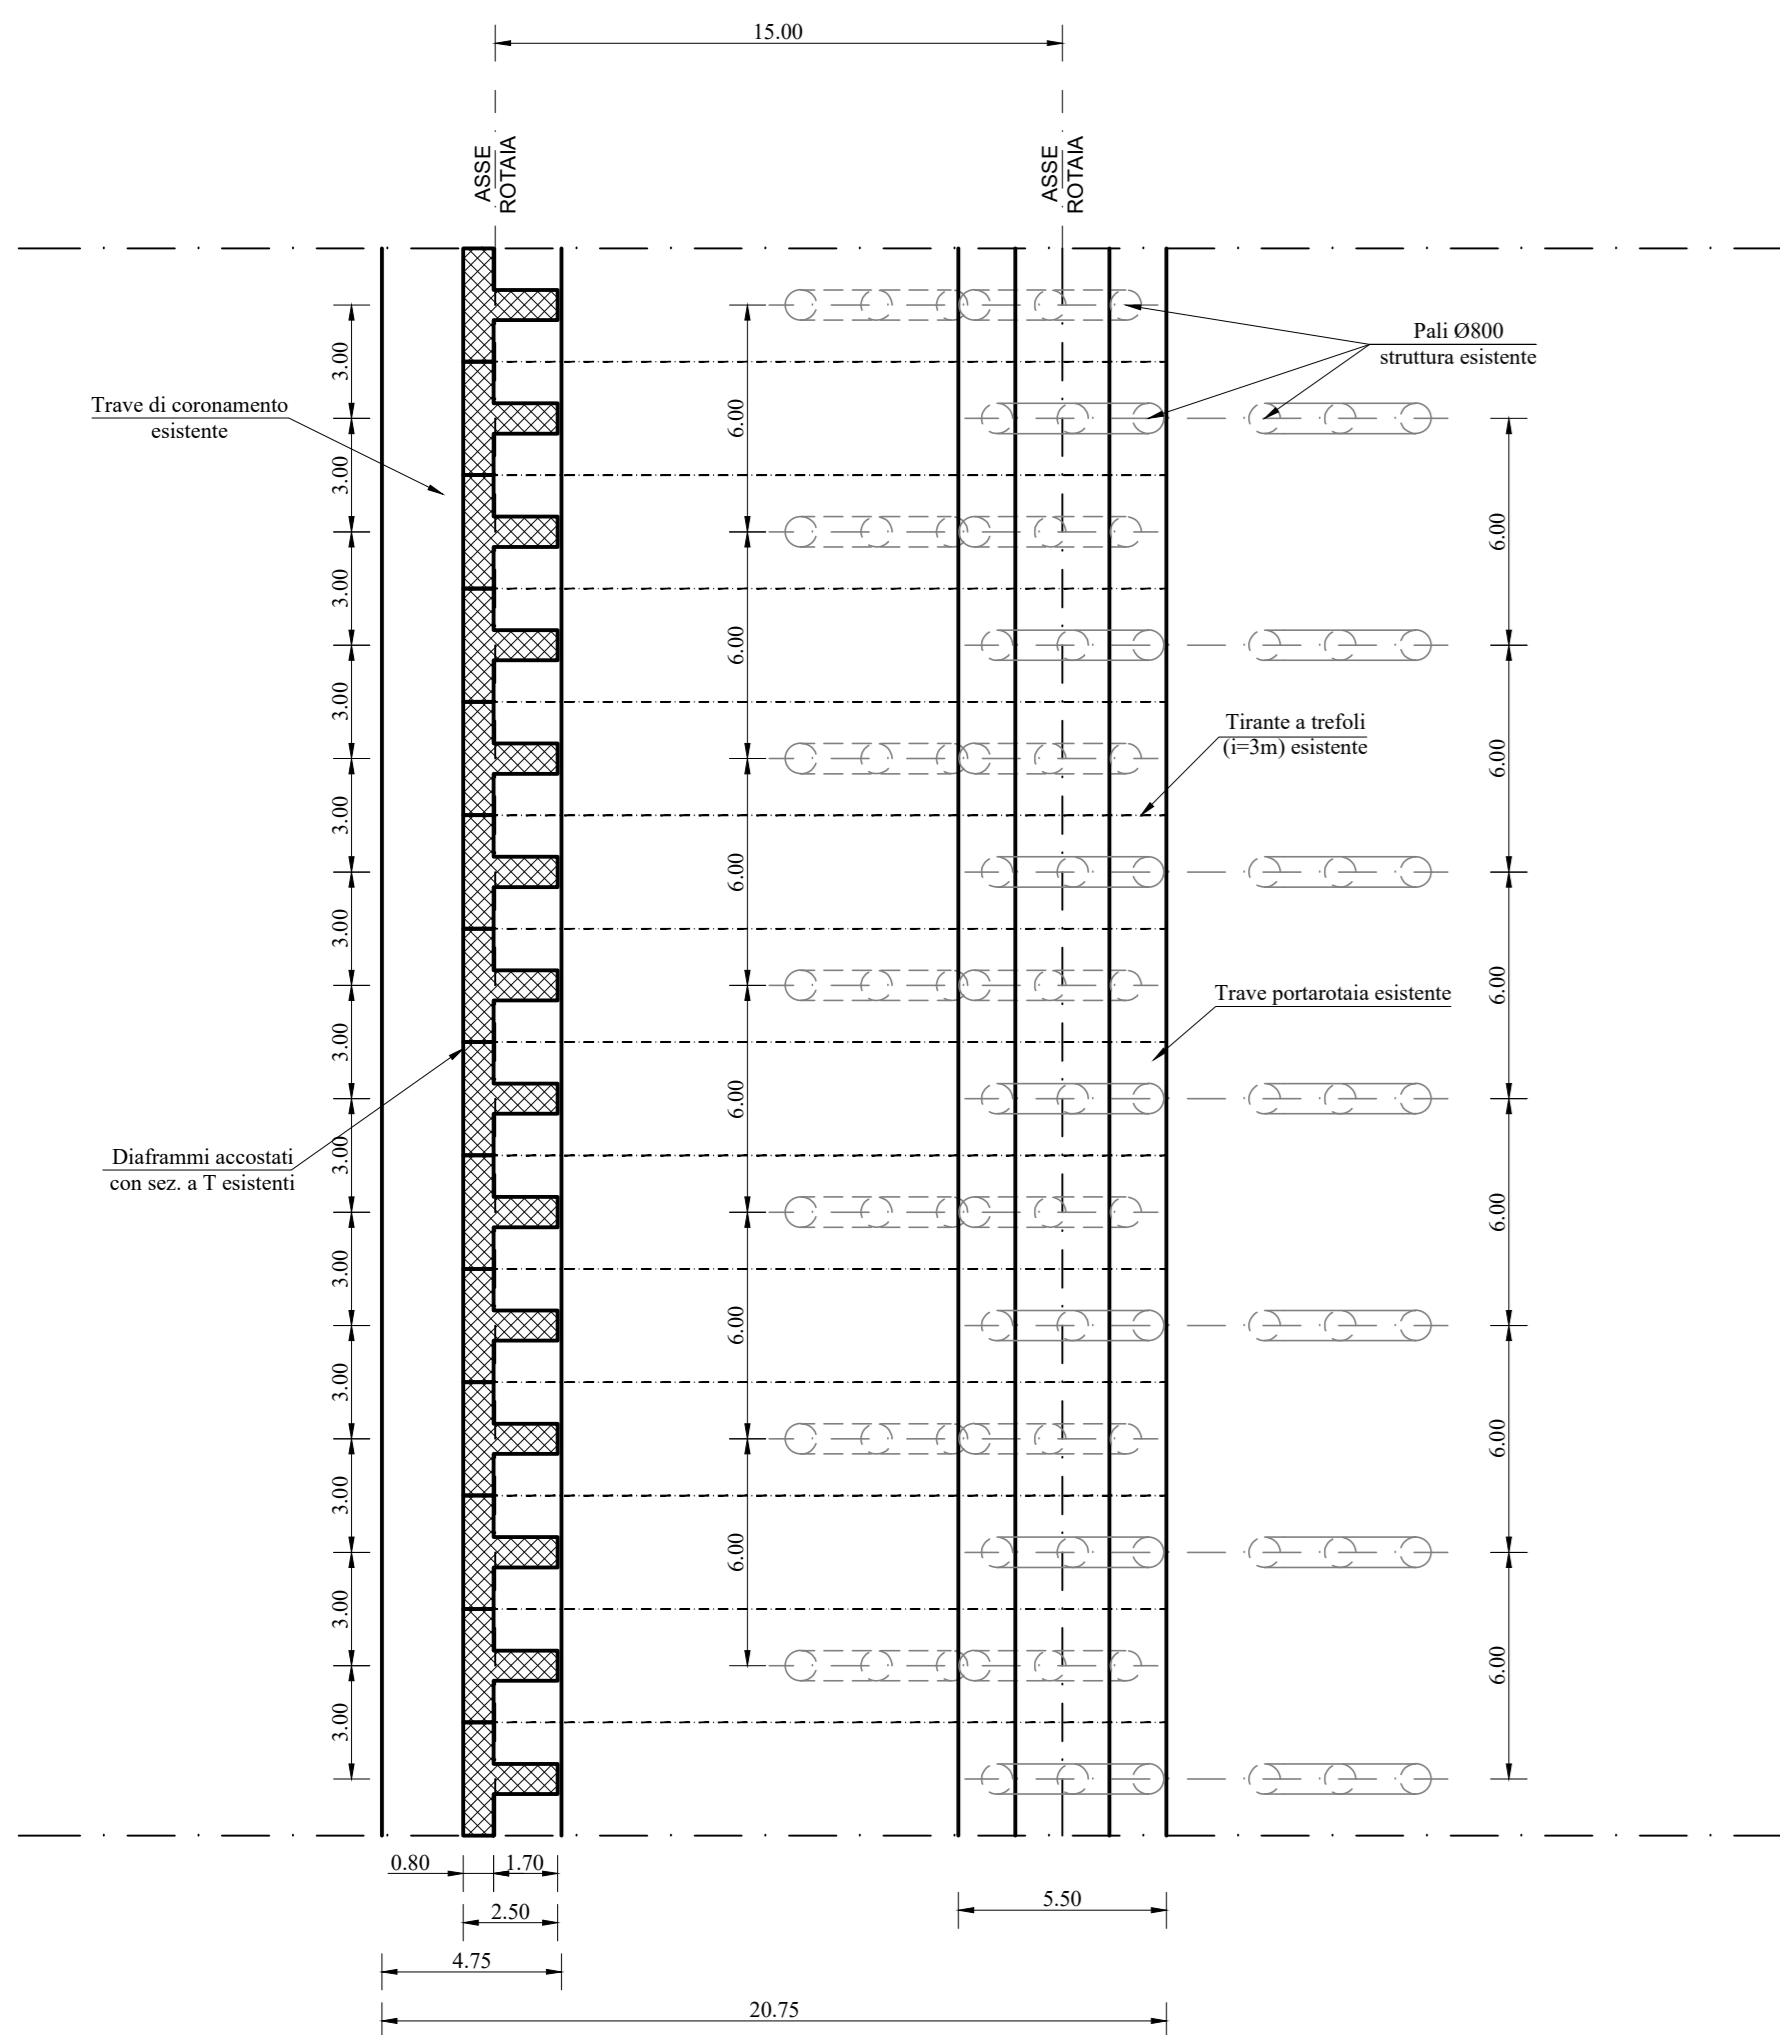 15.00
ASSE
ROTAIA
ASSE
ROTAIA
Pali Ø800
struttura esistente
Trave di coronamento
esistente
Tirante a trefoli
(i=3m) esistente
Trave portarotaia esistente
Diaframmi accostati
con sez. a T esistenti
3.00
3.00
3.00
3.00
3.00
3.00
3.00
3.00
3.00
3.00
3.00
3.00
3.00
6.00
6.00
6.00
6.00
6.00
6.00
6.00
6.00
6.00
6.00
6.00
6.00
0.80
1.70
2.50
5.50
4.75
20.75